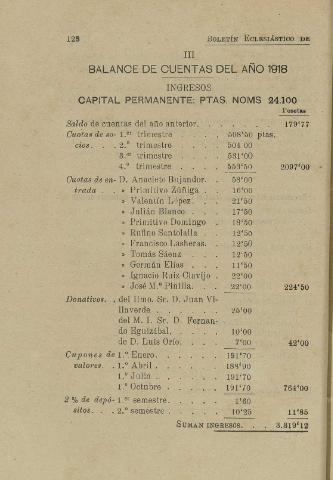 128 BOLETÍN ECLESIÁSTICO DE
III
BALANCE DE CUENTAS DEL AÑO 1918
INGRESOS
CAPITAL PERMANENTE: PTAS. NOMS 24.100
Pesetas
Saldo de cuentas del año anterior. . . . . . . . 179'77
Cuotas de so- 1.er trimestre . . . . 508'50 ptas.
cios. . . . 2.º trimestre . . . . 504 00
3.er trimestre . . . . 531'00
4.º trimestre . . . . 553'50 2097'00
Cuotas de en- D. Anacleto Bujandor. . . 53'00
trada . . . » Primitivo Zúñiga . . . 16'00
» Valentín López. . . . 21'50
» Julián Blanco . . . . 17'50
» Primitivo Domingo . . 18'50
» Rufino Santolalla . . . 12'50
» Francisco Lasheras. . . 12'50
» Tomás Sáenz . . . . 12'50
» Germán Elías . . . . 11'50
» Ignacio Ruiz Clavijo . . 22'00
» José M.ª Pinilla. . . . 22'00 224'50
Donativos. . del Ilmo. Sr. D. Juan Vi-
llaverde . . . . . 25'00
del M. I. Sr. D. Fernan-
do Eguizábal, . . . . 10'00
de D. Luis Orío. . . . 7'00 42'00
Cupones de 1.º Enero. . . . . 191'70
valores. . . 1.º Abril . . . . . 188'90
1.º Julio . . . . . 191'70
1.º Octubre . . . . 191'70 764'00
2 % de depó- 1.er semestre. . . . . 1'60
sitos. . . . 2.º semestre . . . . 10'25 11'85
SUMAN INGRESOS. . . 3.319'12